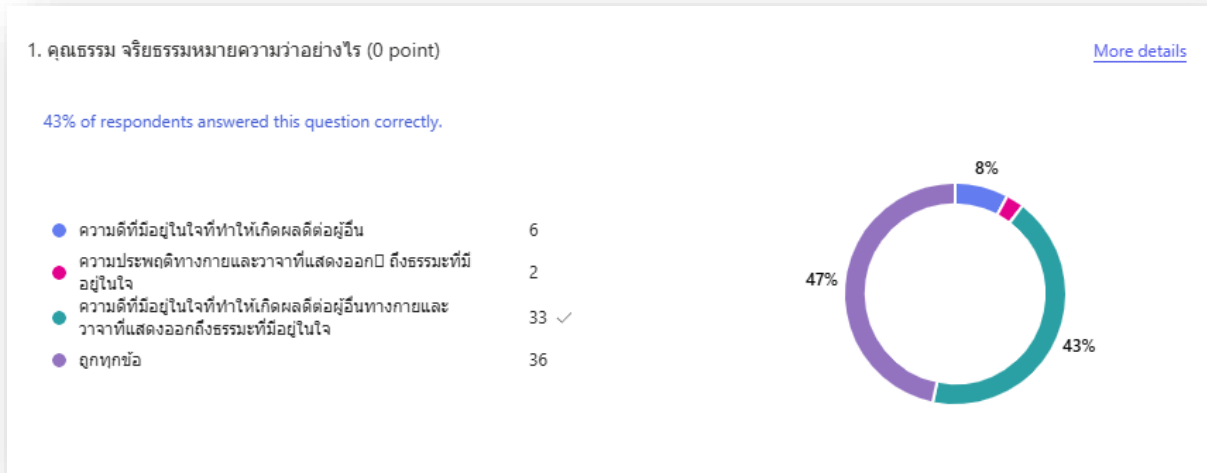 1. คุณธรรม จริยธรรมหมายความว่าอย่างไร (0 point)
More details
43% of respondents answered this question correctly.
ความดีที่มีอยู่ในใจที่ทำให้เกิดผลดีต่อผู้อื่น 6
ความประพฤติทางกายและวาจาที่แสดงออก▯ ถึงธรรมะที่มี
อยู่ในใจ 2
ความดีที่มีอยู่ในใจที่ทำให้เกิดผลดีต่อผู้อื่นทางกายและ
วาจาที่แสดงออกถึงธรรมะที่มีอยู่ในใจ 33 ✓
ถูกทุกข้อ 36
8%
47%
43%